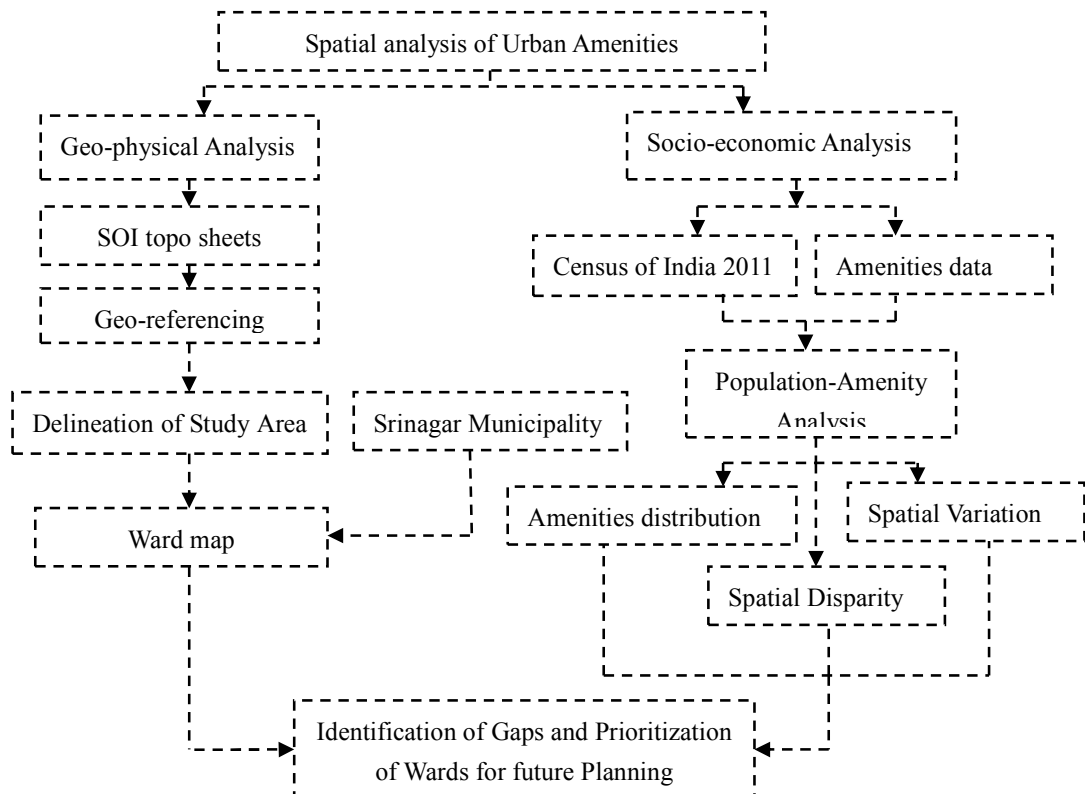 Spatial analysis of Urban Amenities
Geo-physical Analysis
Socio-economic Analysis
SOI topo sheets
Census of India 2011
Amenities data
Geo-referencing
Population-Amenity
Analysis
Delineation of Study Area
Srinagar Municipality
Amenities distribution
Spatial Variation
Ward map
Spatial Disparity
Identification of Gaps and Prioritization
of Wards for future Planning